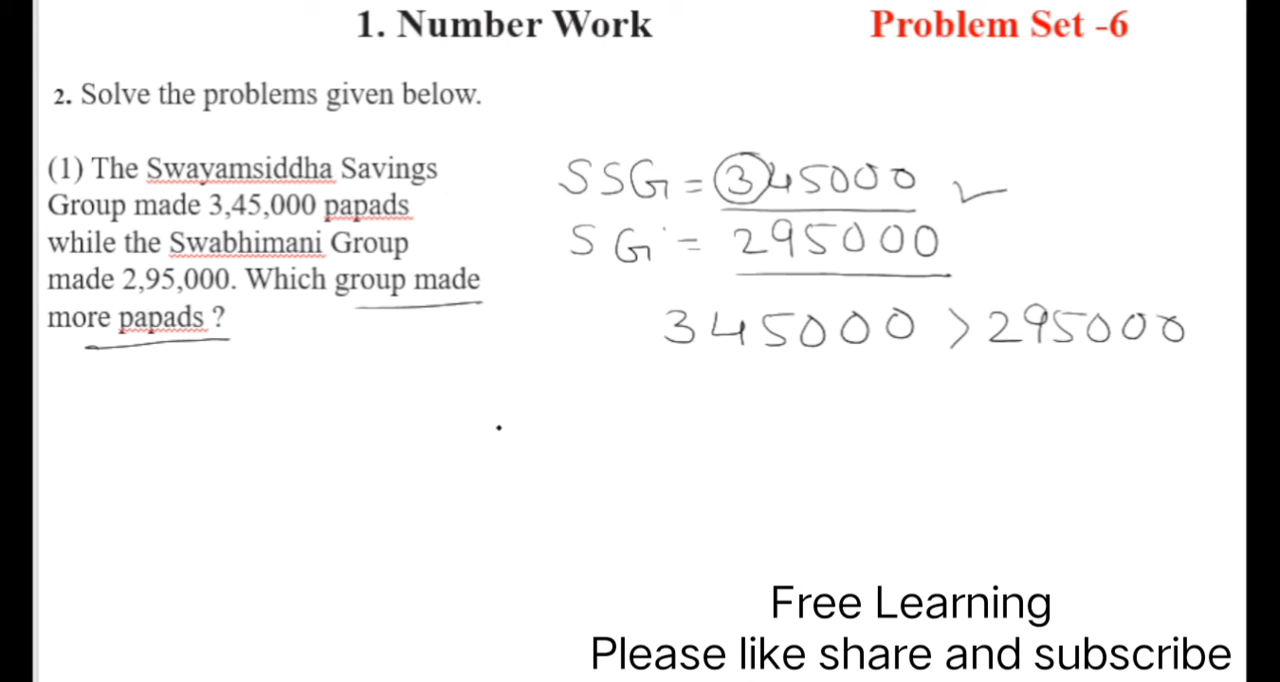 1. Number Work
Problem Set -6
2. Solve the problems given below.
(1) The Swayamsiddha Savings
Group made 3,45,000 papads
while the Swabhimani Group
made 2,95,000. Which group made
more papads ?
SSG = 345000
SG = 295000
345000 > 295000
Free Learning
Please like share and subscribe